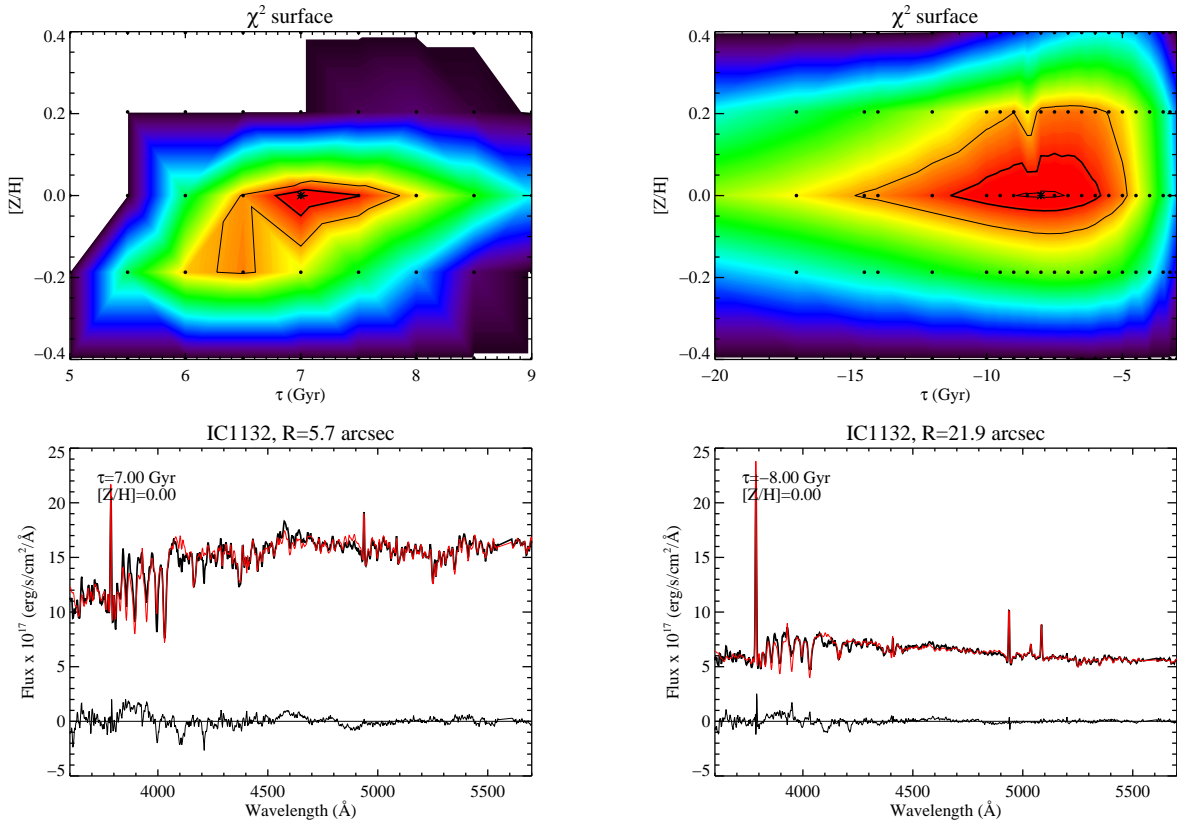 χ² surface
0.4
0.2
0.0
−0.2
−0.4
[Z/H]
5 6 7 8 9
τ (Gyr)
χ² surface
0.4
0.2
0.0
−0.2
−0.4
[Z/H]
−20 −15 −10 −5
τ (Gyr)
IC1132, R=5.7 arcsec
τ=7.00 Gyr
[Z/H]=0.00
25
20
15
10
5
0
−5
Flux x 10¹⁷ (erg/s/cm²/Å)
4000 4500 5000 5500
Wavelength (Å)
IC1132, R=21.9 arcsec
τ=−8.00 Gyr
[Z/H]=0.00
25
20
15
10
5
0
−5
Flux x 10¹⁷ (erg/s/cm²/Å)
4000 4500 5000 5500
Wavelength (Å)